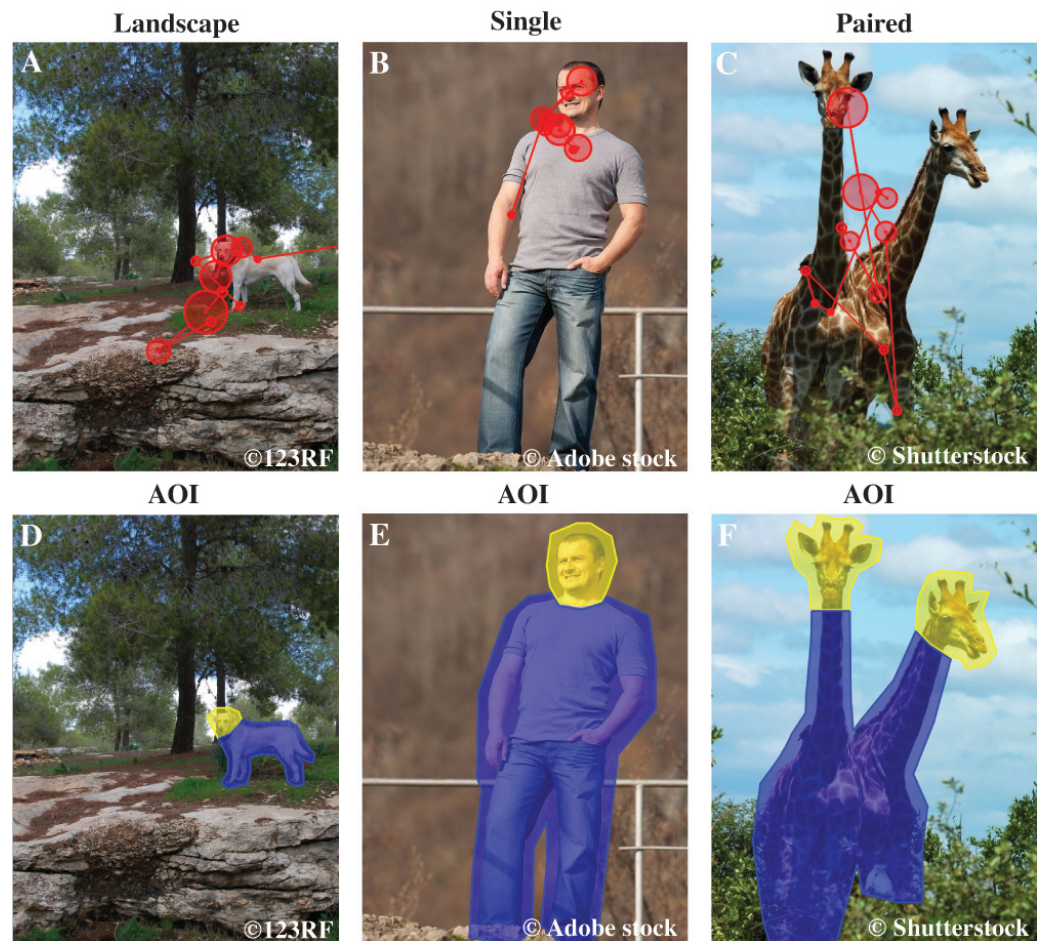 Landscape
Single
Paired
A
B
C
©123RF
© Adobe stock
© Shutterstock
AOI
AOI
AOI
D
E
F
©123RF
© Adobe stock
© Shutterstock